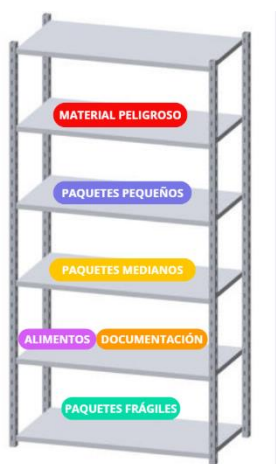 MATERIAL PELIGROSO
PAQUETES PEQUEÑOS
PAQUETES MEDIANOS
ALIMENTOS DOCUMENTACIÓN
PAQUETES FRÁGILES